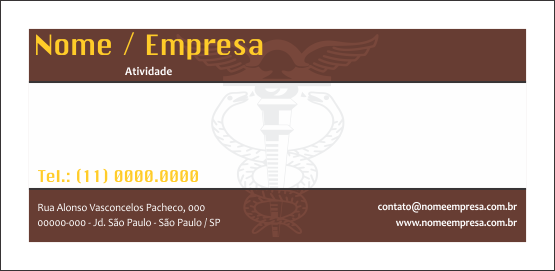 Nome / Empresa
Atividade
Tel.: (11) 0000.0000
Rua Alonso Vasconcelos Pacheco, 000
00000-000 - Jd. São Paulo - São Paulo / SP
contato@nomeempresa.com.br
www.nomeempresa.com.br